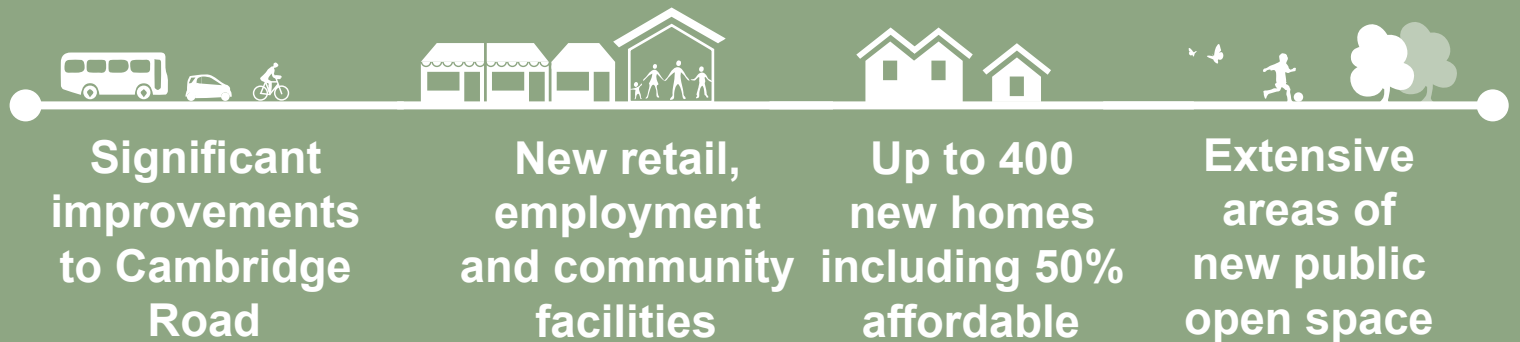 Significant
improvements
to Cambridge
Road
New retail,
employment
and community
facilities
Up to 400
new homes
including 50%
affordable
Extensive
areas of
new public
open space